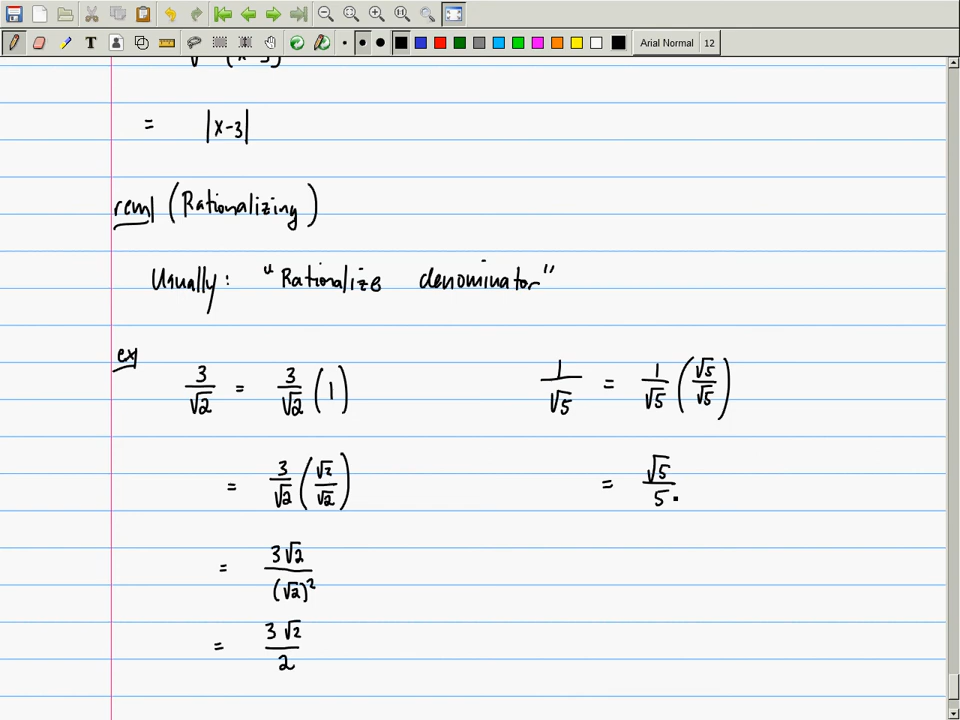 Arial Normal 12
√ (x-3)
= |x-3|
rem (Rationalizing)
Usually: "Rationalize denominator"
ex
3/√2 = 3/√2 (1)
= 3/√2 (√2/√2)
= 3√2/(√2)²
= 3√2/2
1/√5 = 1/√5 (√5/√5)
= √5/5